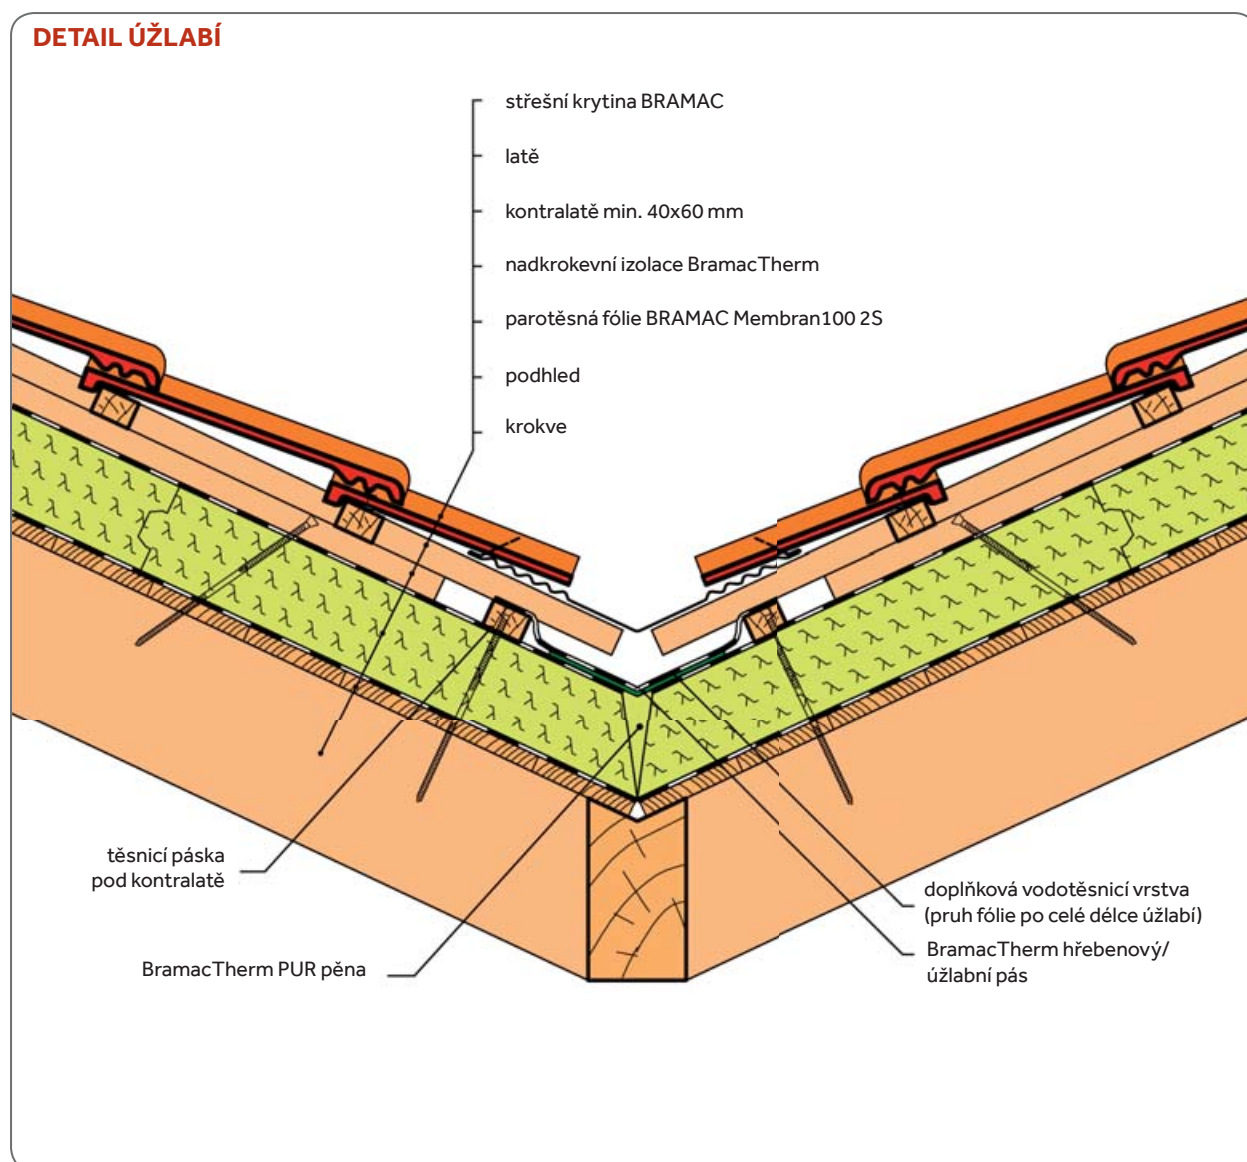 DETAIL ÚŽLABÍ
střešní krytina BRAMAC
latě
kontralatě min. 40x60 mm
nadkrokevní izolace BramacTherm
parotěsná fólie BRAMAC Membran100 2S
podhled
krokve
těsnicí páska
pod kontralatě
BramacTherm PUR pěna
doplňková vodotěsnicí vrstva
(pruh fólie po celé délce úžlabí)
BramacTherm hřebenový/
úžlabní pás